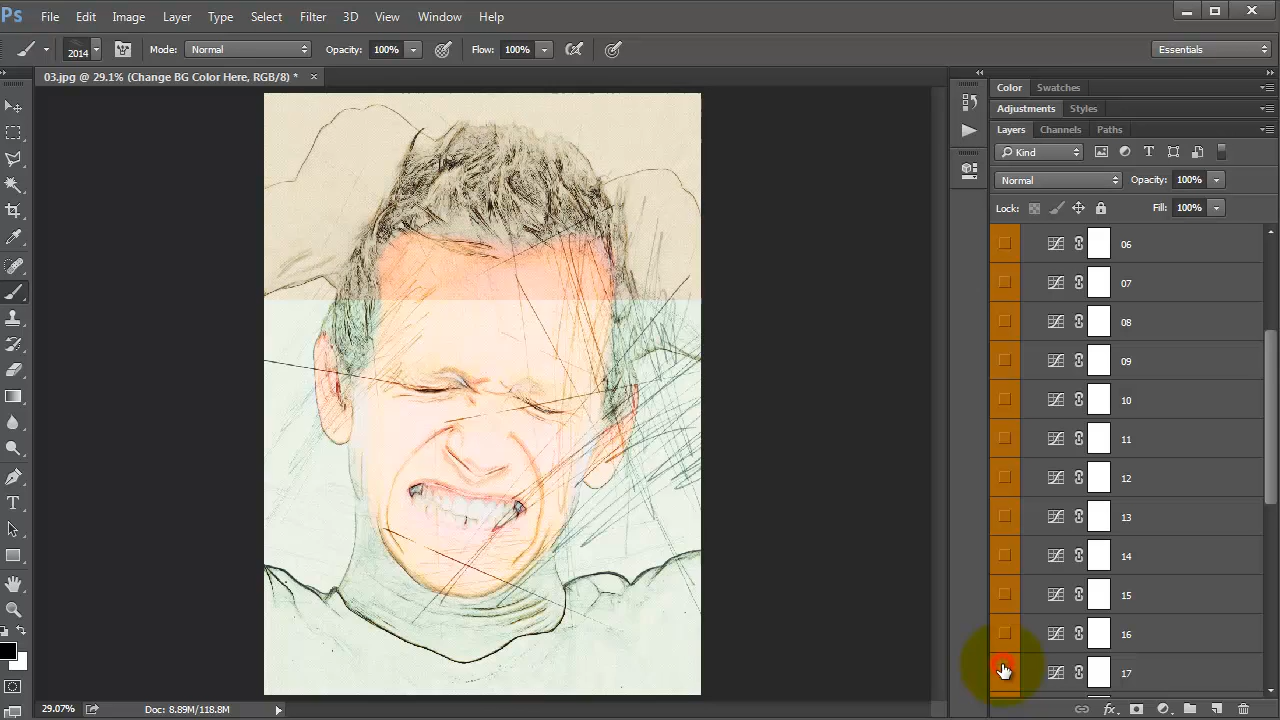 Ps File Edit Image Layer Type Select Filter 3D View Window Help
2014 Mode: Normal Opacity: 100% Flow: 100% Essentials
03.jpg @ 29.1% (Change BG Color Here, RGB/8) * ×
Color Swatches
Adjustments Styles
Layers Channels Paths
Kind
Normal Opacity: 100%
Lock: Fill: 100%
06
07
08
09
10
11
12
13
14
15
16
17
29.07% Doc: 8.89M/118.8M
fx